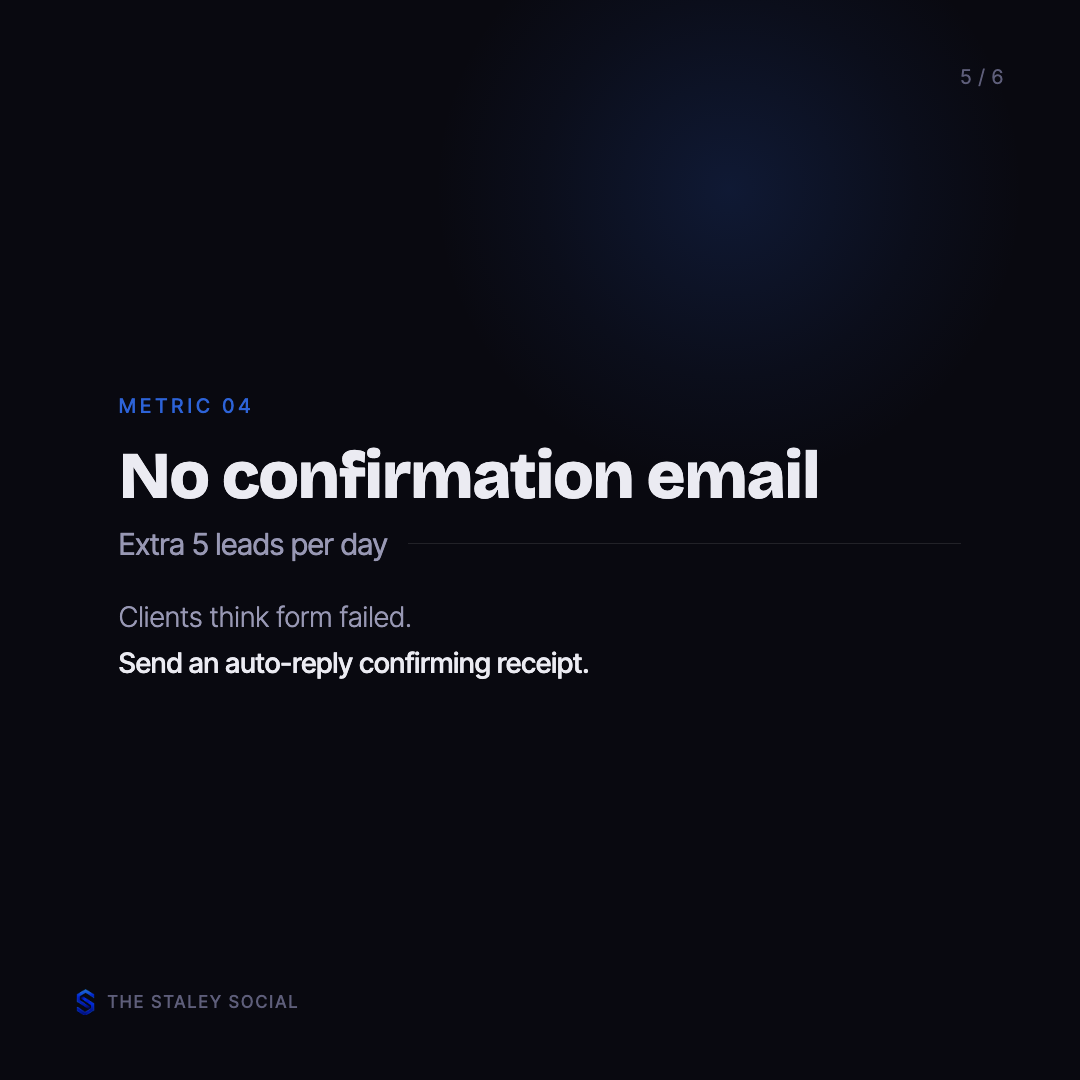 5 / 6
METRIC 04
No confirmation email
Extra 5 leads per day
Clients think form failed.
Send an auto-reply confirming receipt.
THE STALEY SOCIAL